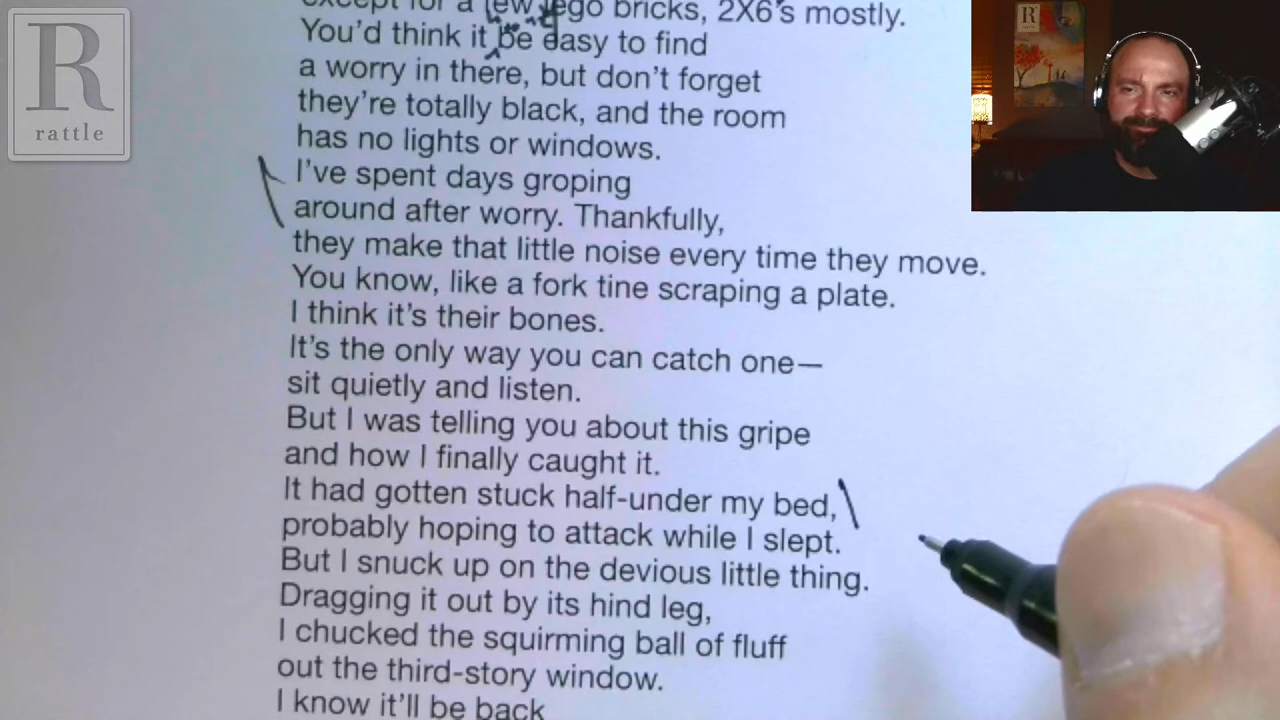 R
rattle
except for a few lego bricks, 2X6's mostly.
You'd think it be easy to find
a worry in there, but don't forget
they're totally black, and the room
has no lights or windows.
I've spent days groping
around after worry. Thankfully,
they make that little noise every time they move.
You know, like a fork tine scraping a plate.
I think it's their bones.
It's the only way you can catch one—
sit quietly and listen.
But I was telling you about this gripe
and how I finally caught it.
It had gotten stuck half-under my bed,
probably hoping to attack while I slept.
But I snuck up on the devious little thing.
Dragging it out by its hind leg,
I chucked the squirming ball of fluff
out the third-story window.
I know it'll be back
R